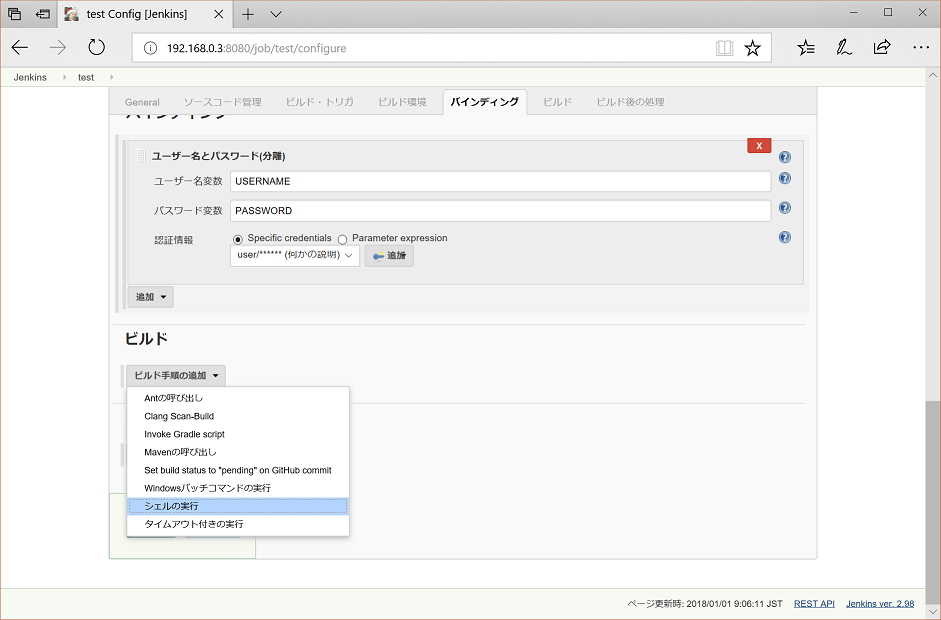 test Config [Jenkins]
192.168.0.3:8080/job/test/configure
Jenkins test
General ソースコード管理 ビルド・トリガ ビルド環境 バインディング ビルド ビルド後の処理
バインディング
X
ユーザー名とパスワード(分離)
ユーザー名変数 USERNAME
パスワード変数 PASSWORD
認証情報 Specific credentials Parameter expression
user/****** (何かの説明) 追加
追加
ビルド
ビルド手順の追加
Antの呼び出し
Clang Scan-Build
Invoke Gradle script
Mavenの呼び出し
Set build status to "pending" on GitHub commit
Windowsバッチコマンドの実行
シェルの実行
タイムアウト付きの実行
ページ更新時: 2018/01/01 9:06:11 JST REST API Jenkins ver. 2.98